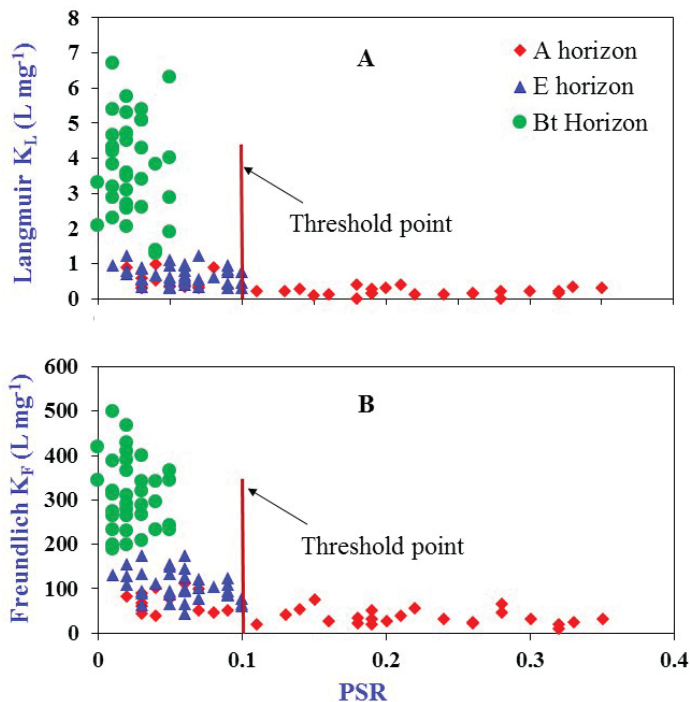 8
7
6
5
4
3
2
1
0
Langmuir K_L (L mg⁻¹)
A
A horizon
E horizon
Bt Horizon
Threshold point
600
500
400
300
200
100
0
Freundlich K_F (L mg⁻¹)
B
Threshold point
0 0.1 0.2 0.3 0.4
PSR